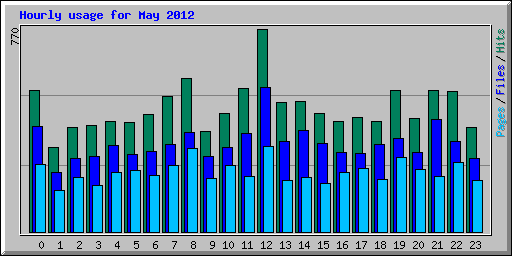 Hourly usage for May 2012
770
Pages / Files / Hits
0 1 2 3 4 5 6 7 8 9 10 11 12 13 14 15 16 17 18 19 20 21 22 23